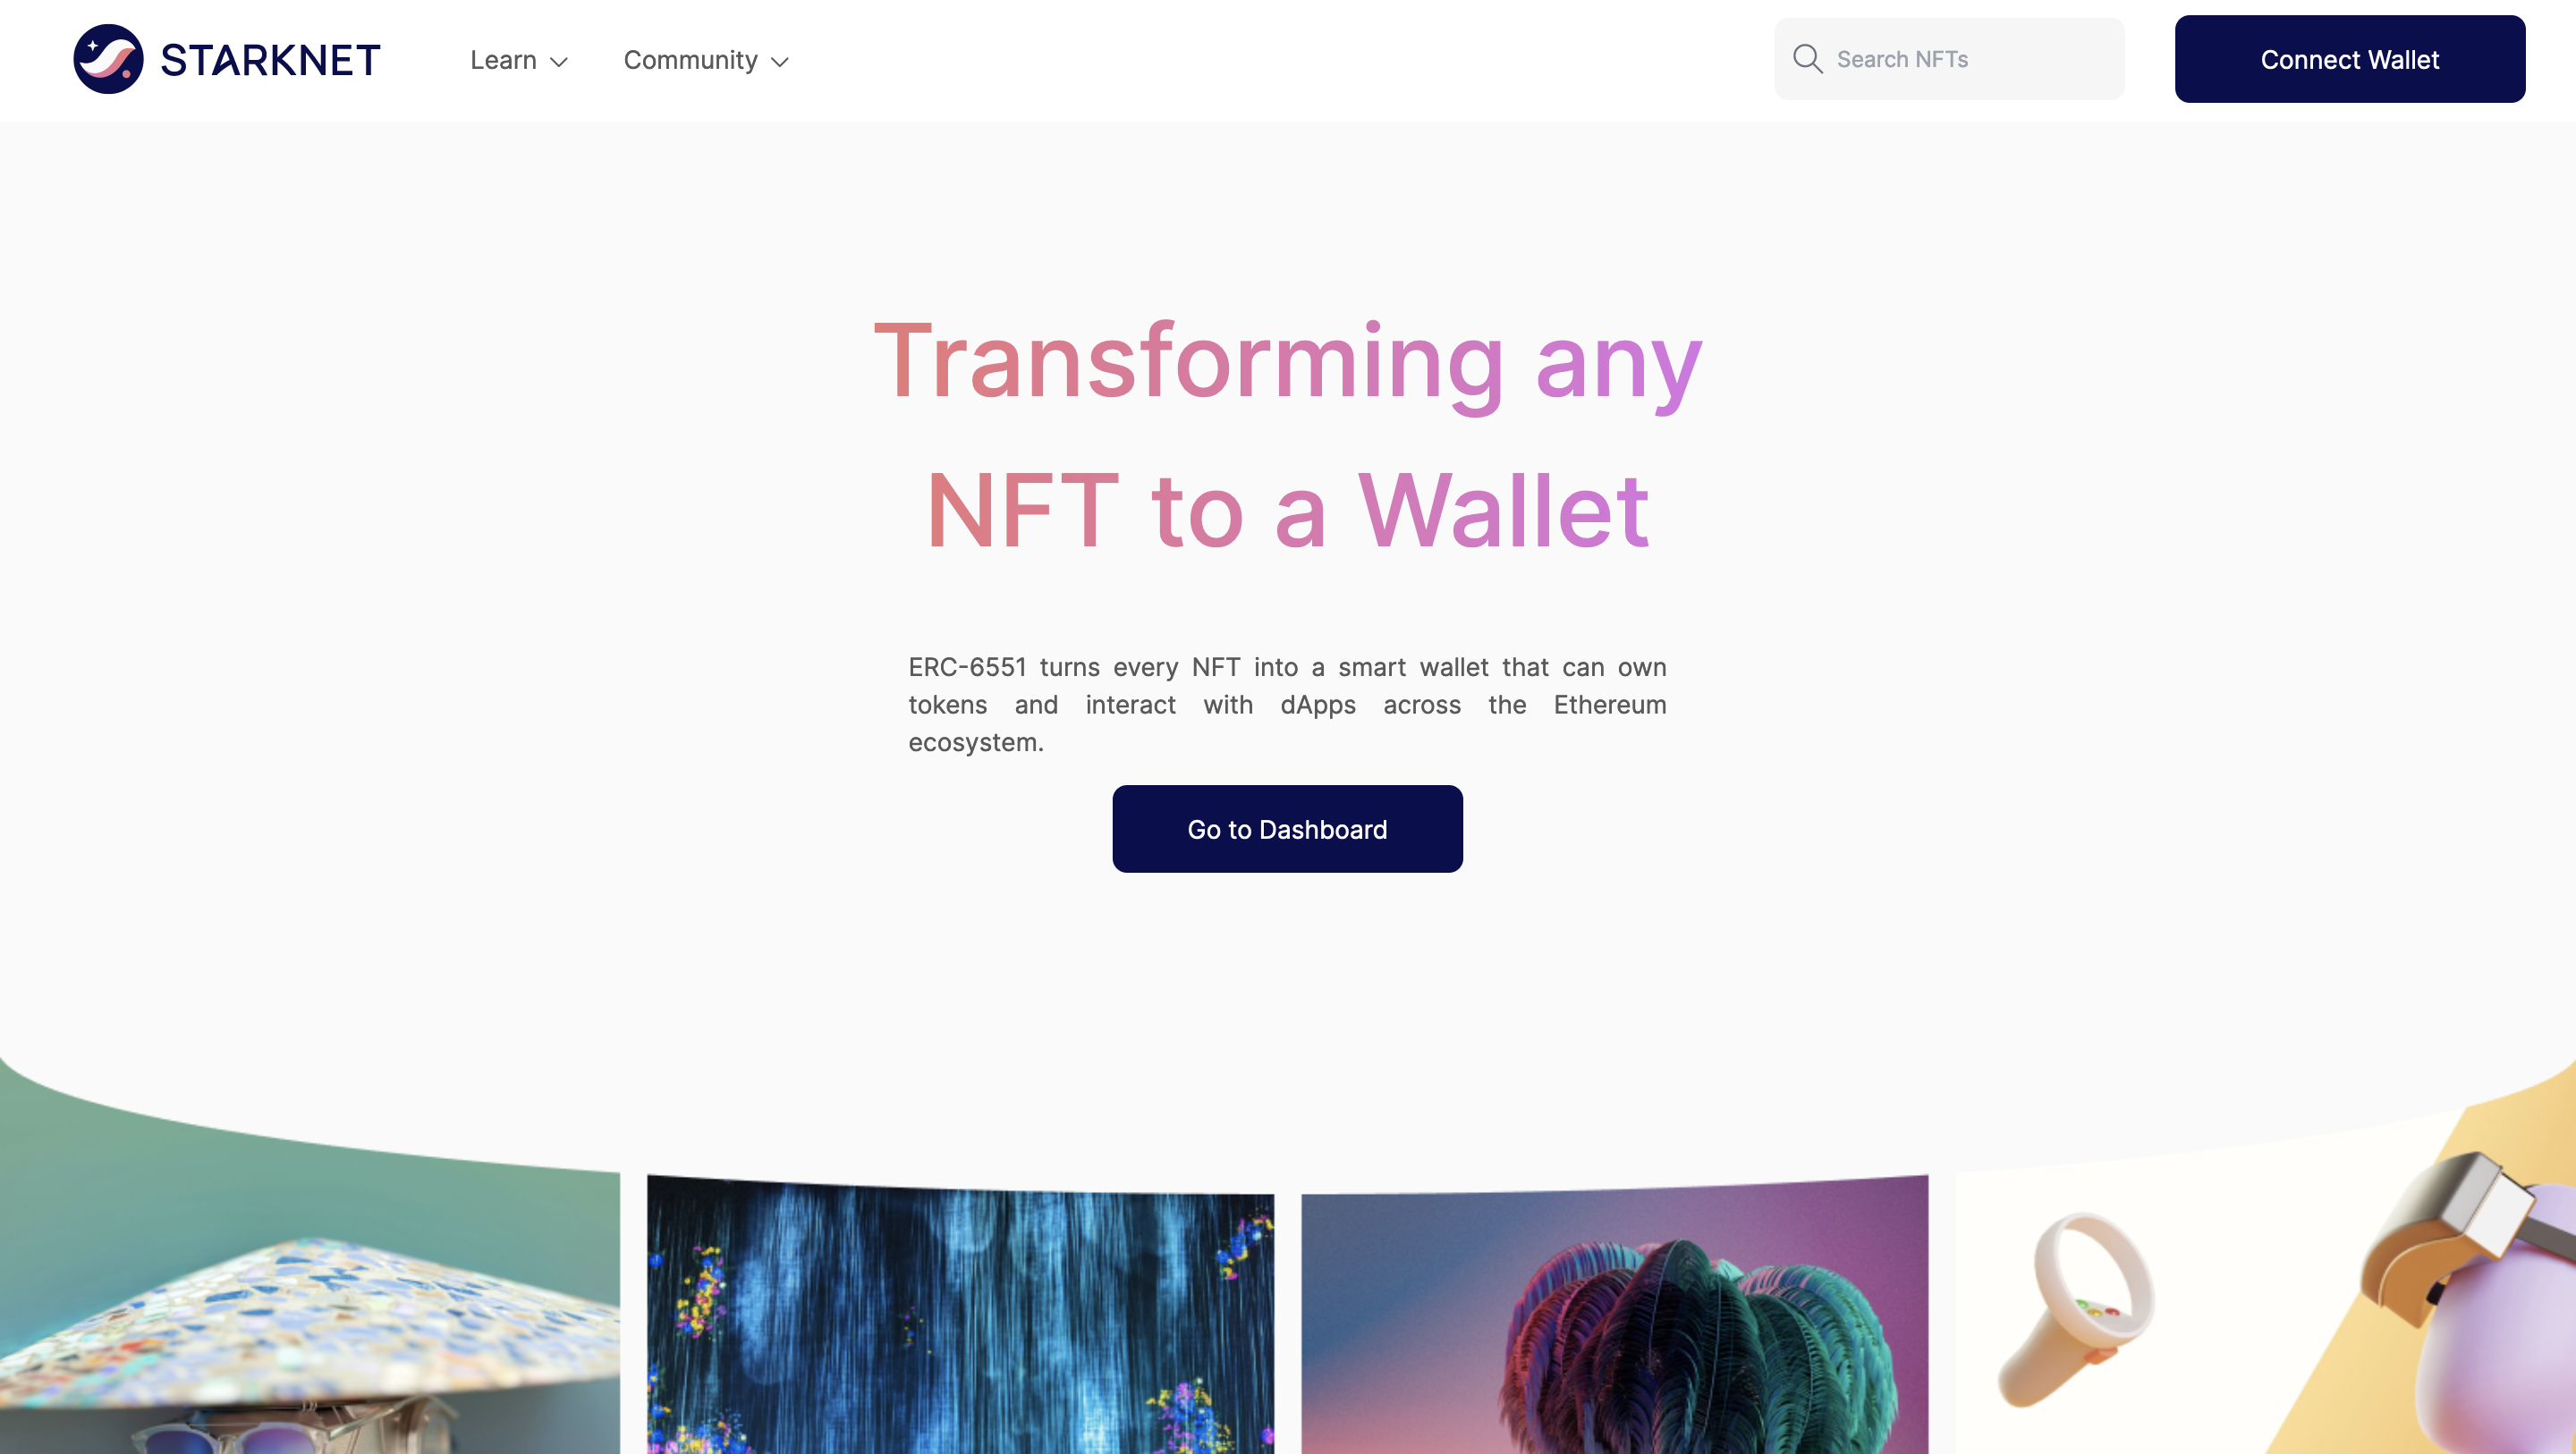 STARKNET
Learn
Community
Search NFTs
Connect Wallet
Transforming any
NFT to a Wallet
ERC-6551 turns every NFT into a smart wallet that can own
tokens and interact with dApps across the Ethereum
ecosystem.
Go to Dashboard